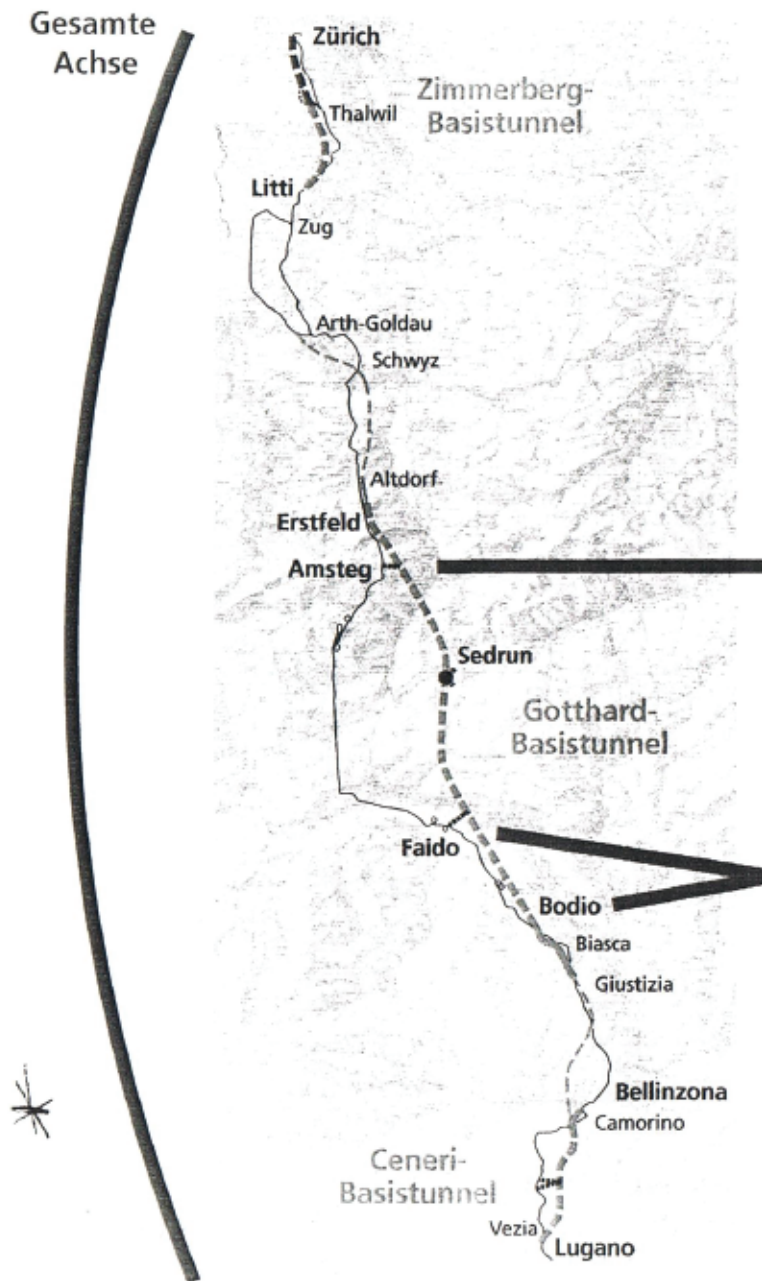 Gesamte
Achse
Zürich
Zimmerberg-
Basistunnel
Thalwil
Litti
Zug
Arth-Goldau
Schwyz
Altdorf
Erstfeld
Amsteg
Sedrun
Gotthard-
Basistunnel
Faido
Bodio
Biasca
Giustizia
Bellinzona
Camorino
Ceneri-
Basistunnel
Vezia
Lugano